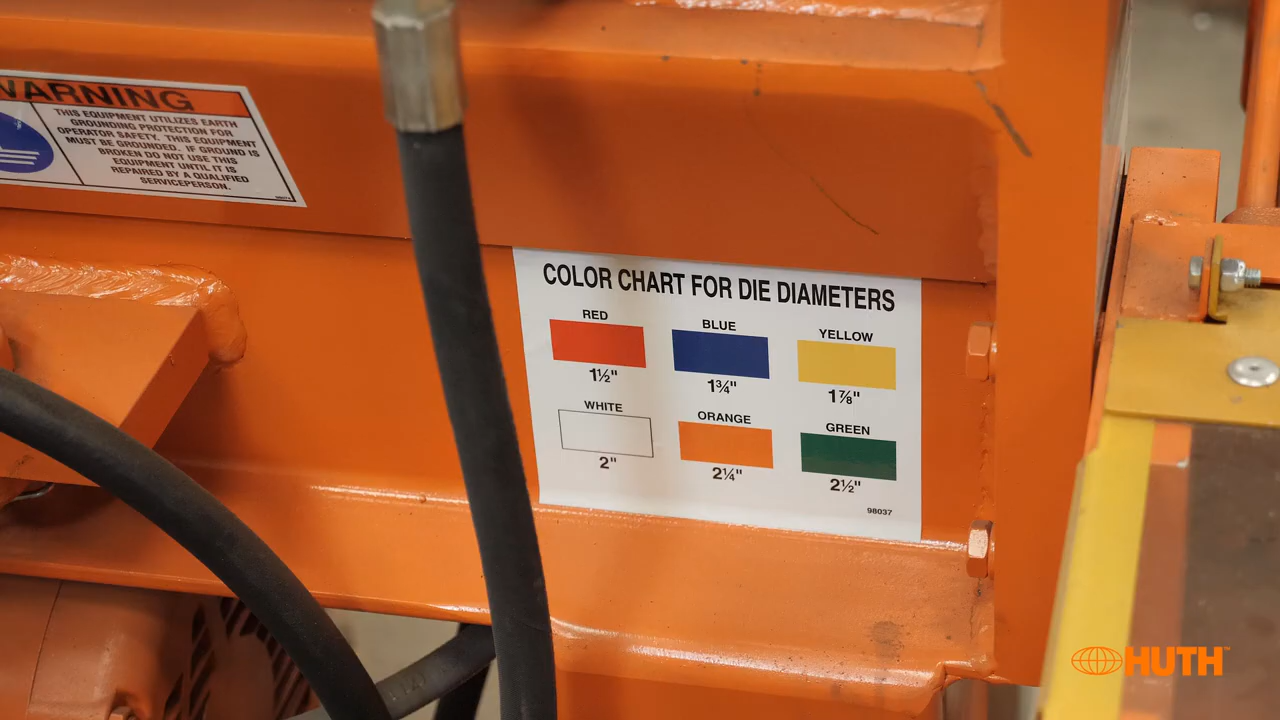 WARNING
THIS EQUIPMENT UTILIZES EARTH
GROUNDING PROTECTION FOR
OPERATOR SAFETY. THIS EQUIPMENT
MUST BE GROUNDED. IF GROUND IS
BROKEN DO NOT USE THIS
EQUIPMENT UNTIL IT IS
REPAIRED BY A QUALIFIED
SERVICEPERSON.
COLOR CHART FOR DIE DIAMETERS
RED BLUE YELLOW
1½" 1¾" 1⅞"
WHITE ORANGE GREEN
2" 2¼" 2½"
98037
HUTH